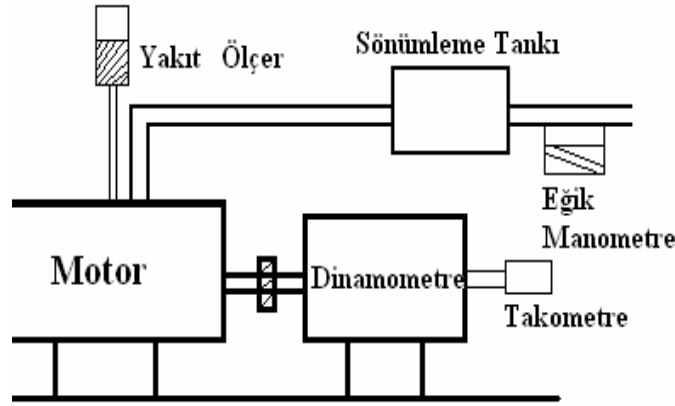 Sönümleme Tankı
Yakıt Ölçer
Eğik
Manometre
Motor
Dinamometre
Takometre